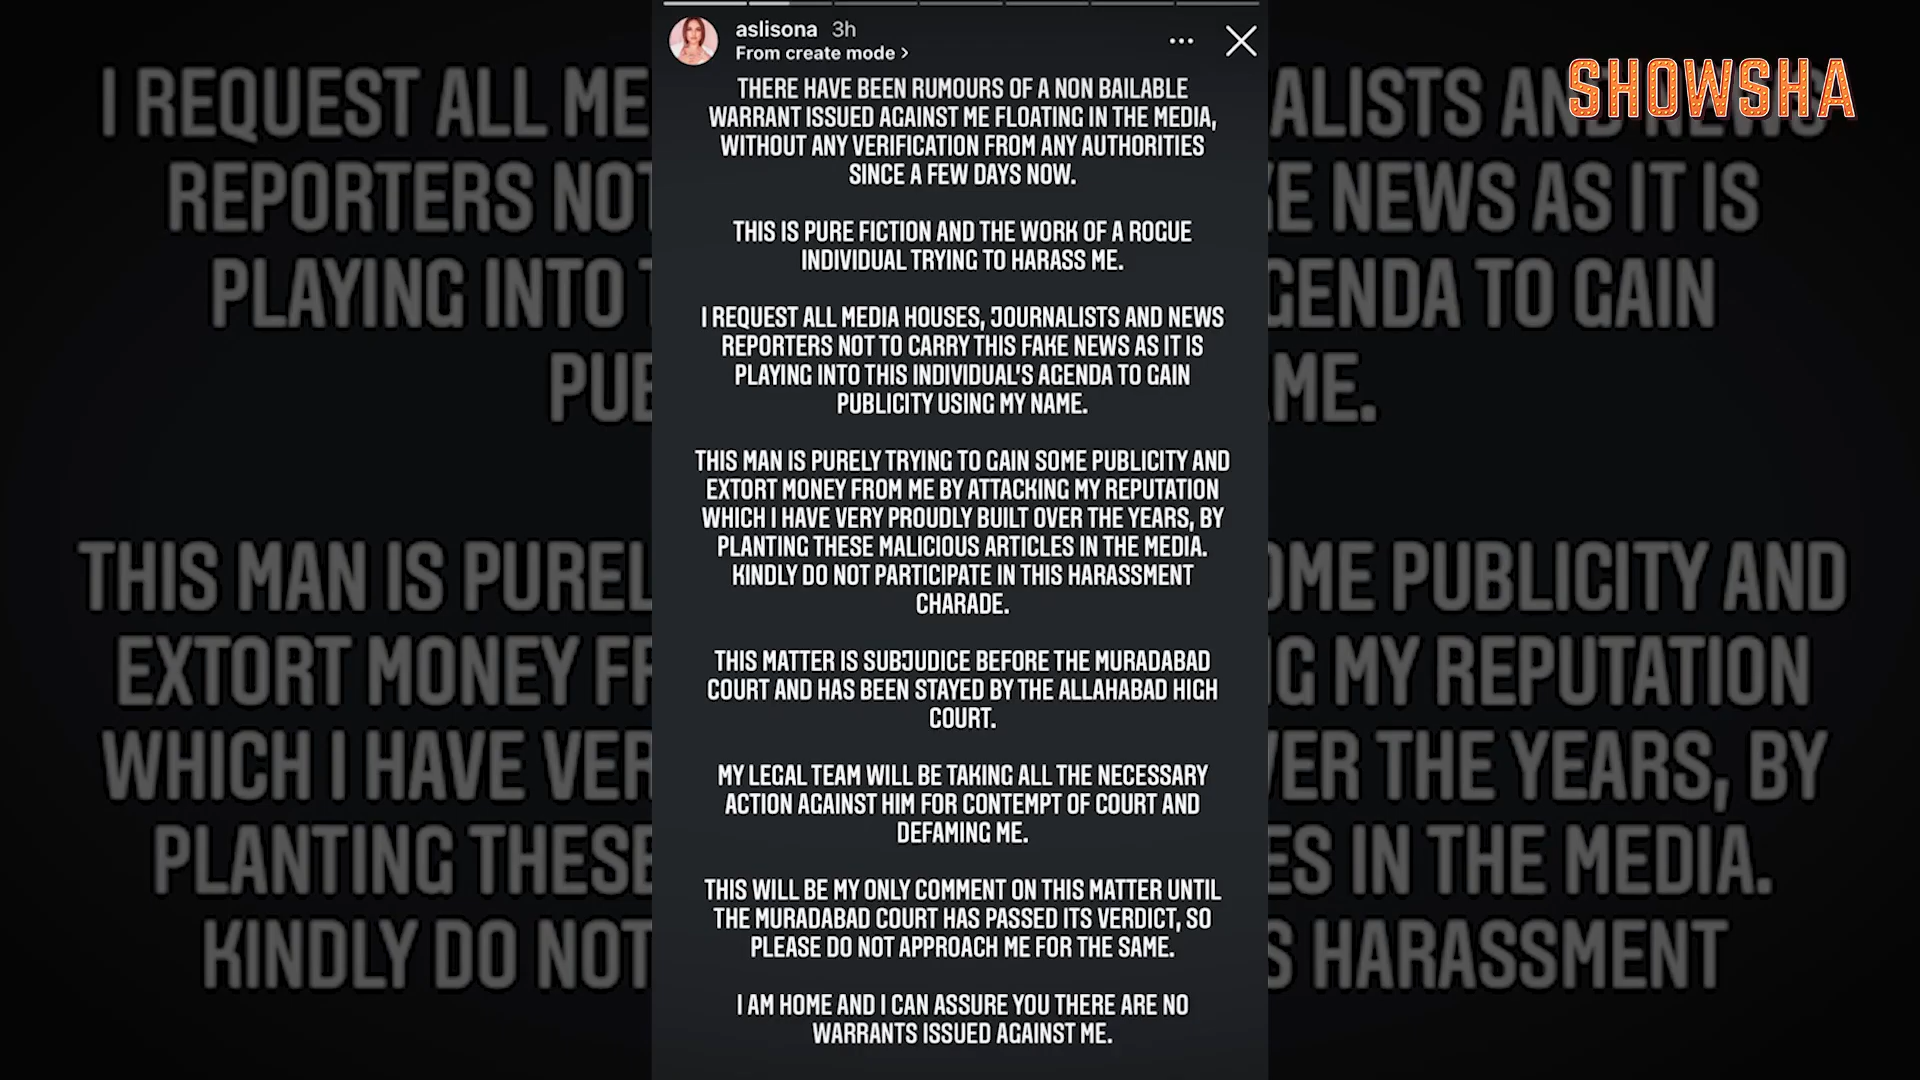 aslisona 3h
From create mode >
SHOWSHA
THERE HAVE BEEN RUMOURS OF A NON BAILABLE
WARRANT ISSUED AGAINST ME FLOATING IN THE MEDIA,
WITHOUT ANY VERIFICATION FROM ANY AUTHORITIES
SINCE A FEW DAYS NOW.
THIS IS PURE FICTION AND THE WORK OF A ROGUE
INDIVIDUAL TRYING TO HARASS ME.
I REQUEST ALL MEDIA HOUSES, JOURNALISTS AND NEWS
REPORTERS NOT TO CARRY THIS FAKE NEWS AS IT IS
PLAYING INTO THIS INDIVIDUAL'S AGENDA TO GAIN
PUBLICITY USING MY NAME.
THIS MAN IS PURELY TRYING TO GAIN SOME PUBLICITY AND
EXTORT MONEY FROM ME BY ATTACKING MY REPUTATION
WHICH I HAVE VERY PROUDLY BUILT OVER THE YEARS, BY
PLANTING THESE MALICIOUS ARTICLES IN THE MEDIA.
KINDLY DO NOT PARTICIPATE IN THIS HARASSMENT
CHARADE.
THIS MATTER IS SUBJUDICE BEFORE THE MURADABAD
COURT AND HAS BEEN STAYED BY THE ALLAHABAD HIGH
COURT.
MY LEGAL TEAM WILL BE TAKING ALL THE NECESSARY
ACTION AGAINST HIM FOR CONTEMPT OF COURT AND
DEFAMING ME.
THIS WILL BE MY ONLY COMMENT ON THIS MATTER UNTIL
THE MURADABAD COURT HAS PASSED ITS VERDICT, SO
PLEASE DO NOT APPROACH ME FOR THE SAME.
I AM HOME AND I CAN ASSURE YOU THERE ARE NO
WARRANTS ISSUED AGAINST ME.